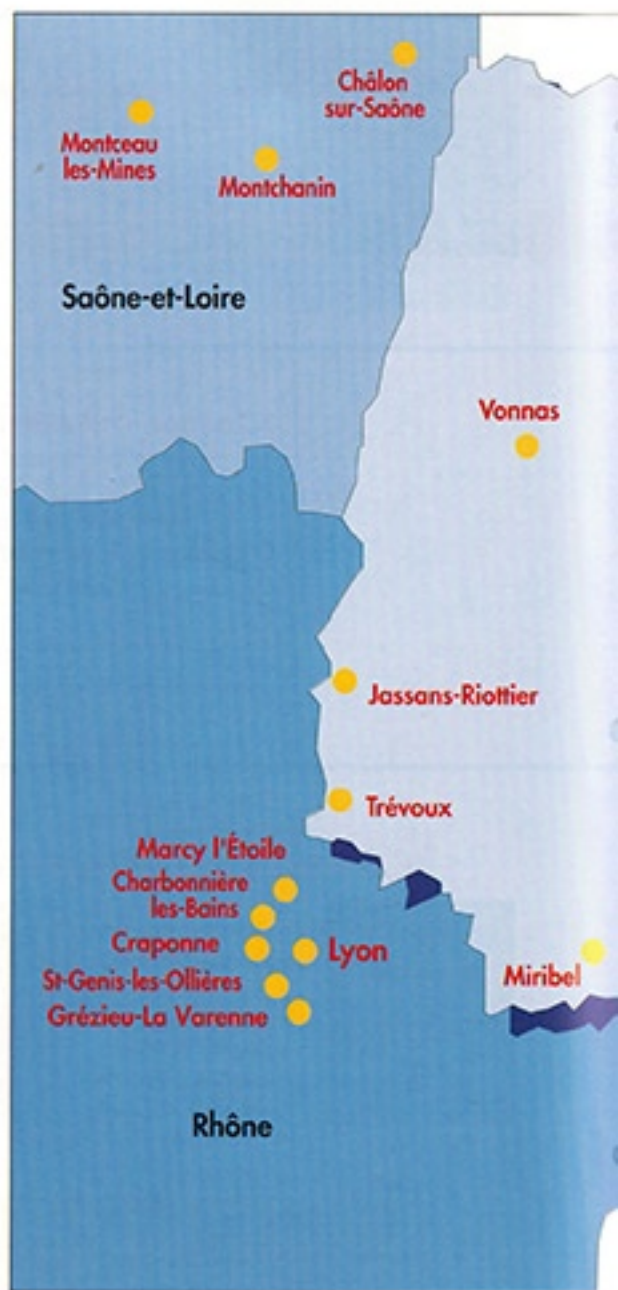 Châlon
sur-Saône
Montceau
les-Mines
Montchanin
Saône-et-Loire
Vonnas
Jassans-Riottier
Trévoux
Marcy l'Étoile
Charbonnière
les-Bains
Craponne
Lyon
St-Genis-les-Ollières
Miribel
Grézieu-La Varenne
Rhône